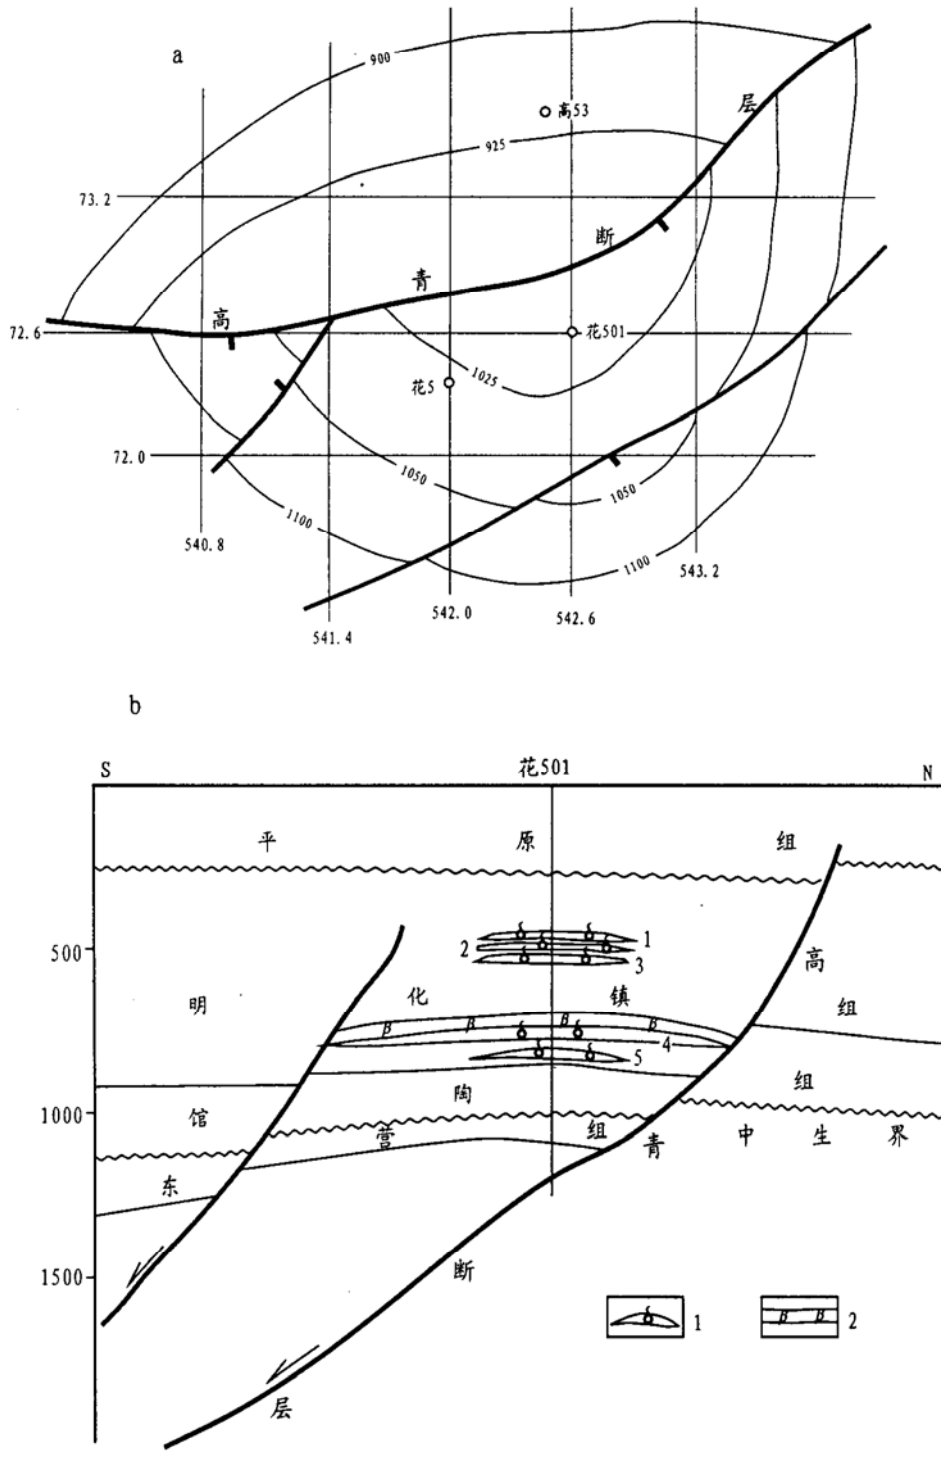 a
900
高53
层
925
73.2
断
青
高
72.6
花501
花5
1025
72.0
1050
1050
1100
1100
540.8
543.2
542.0
542.6
541.4
b
S
花501
N
平 原 组
500
2
1
3
高
明
化 镇
组
β β β β
4
5
陶
组
1000
馆
营
组
青
中 生 界
东
1500
断
1
β β
2
层